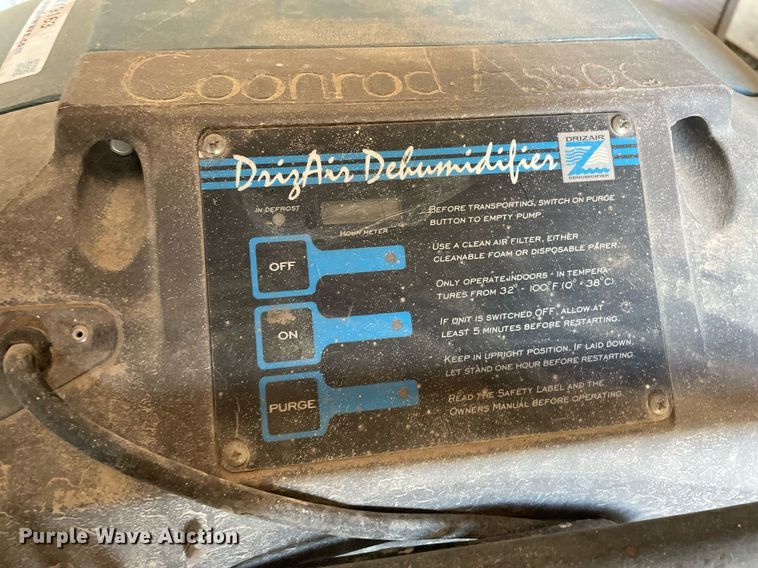 Coonrod Assoc
DrizAir Dehumidifier
DRIZAIR
DEHUMIDIFIER
IN DEFROST
HOUR METER
OFF
ON
PURGE
BEFORE TRANSPORTING, SWITCH ON PURGE
BUTTON TO EMPTY PUMP.
USE A CLEAN AIR FILTER, EITHER
CLEANABLE FOAM OR DISPOSABLE PAPER.
ONLY OPERATE INDOORS - IN TEMPERA-
TURES FROM 32° - 100°F (0° - 38°C).
IF UNIT IS SWITCHED OFF, ALLOW AT
LEAST 5 MINUTES BEFORE RESTARTING.
KEEP IN UPRIGHT POSITION. IF LAID DOWN,
LET STAND ONE HOUR BEFORE RESTARTING.
READ THE SAFETY LABEL AND THE
OWNERS MANUAL BEFORE OPERATING.
Purple Wave Auction